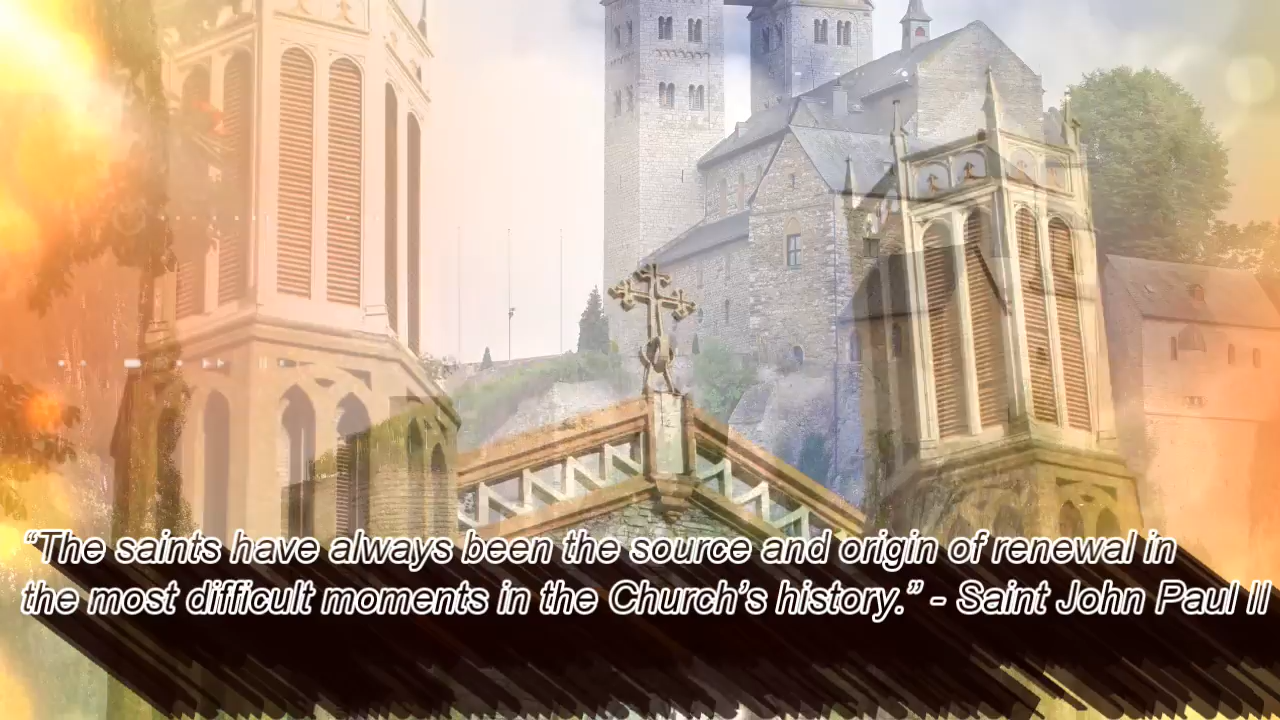 “The saints have always been the source and origin of renewal in
the most difficult moments in the Church’s history.” - Saint John Paul II